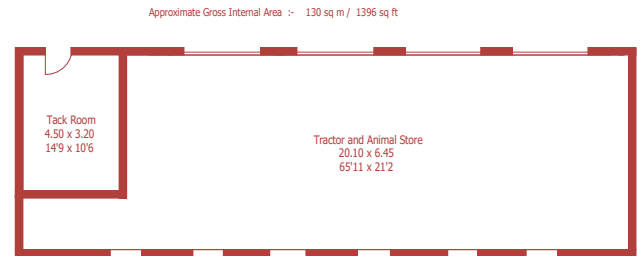 Approximate Gross Internal Area :- 130 sq m / 1396 sq ft
Tack Room
4.50 x 3.20
14'9 x 10'6
Tractor and Animal Store
20.10 x 6.45
65'11 x 21'2